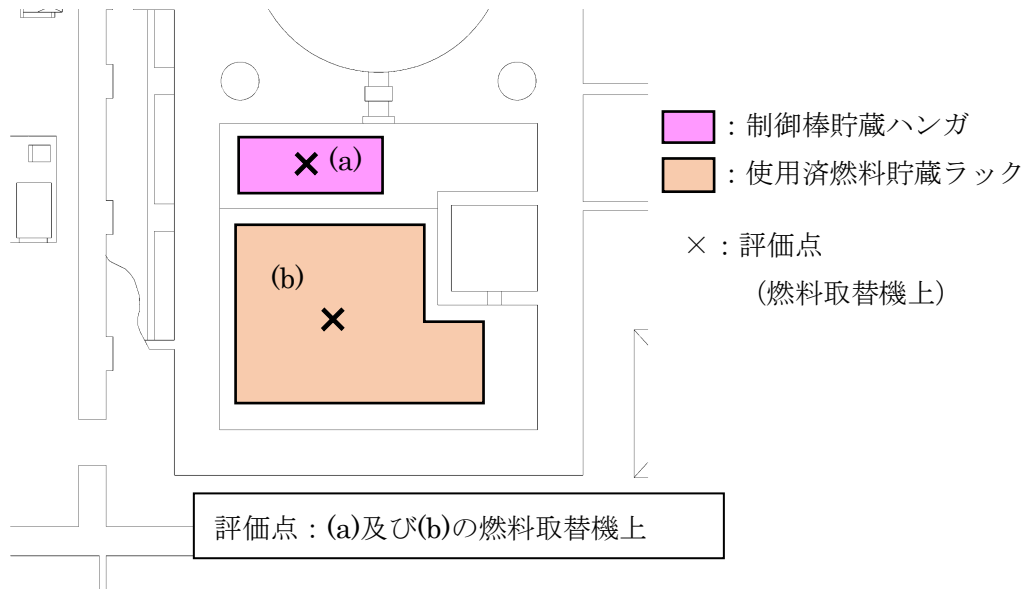 (a)
:制御棒貯蔵ハンガ
:使用済燃料貯蔵ラック
×:評価点
(燃料取替機上)
(b)
評価点:(a)及び(b)の燃料取替機上